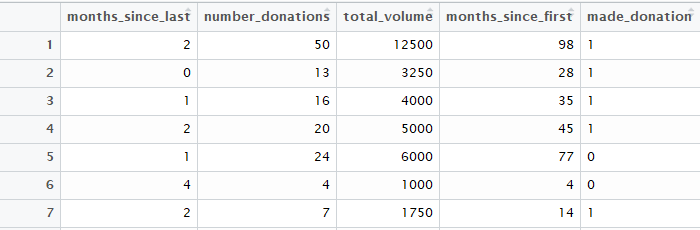 months_since_last number_donations total_volume months_since_first made_donation
1 2 50 12500 98 1
2 0 13 3250 28 1
3 1 16 4000 35 1
4 2 20 5000 45 1
5 1 24 6000 77 0
6 4 4 1000 4 0
7 2 7 1750 14 1